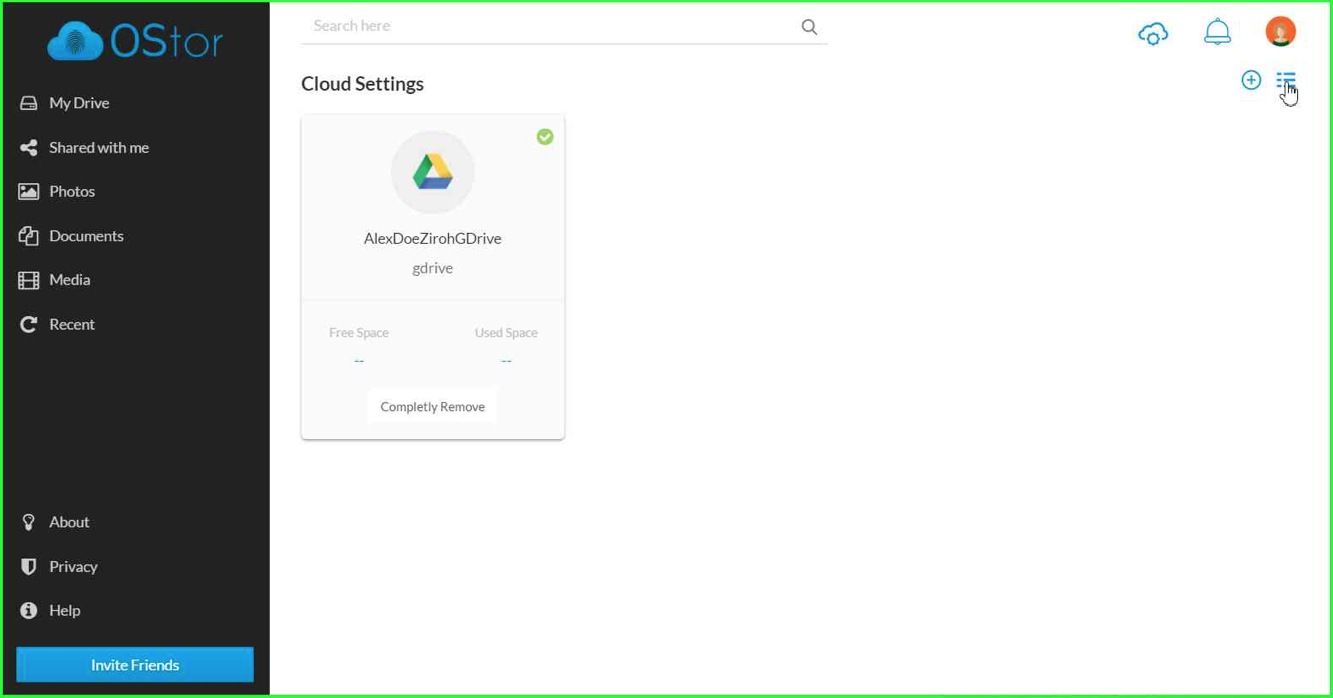 OStor
My Drive
Shared with me
Photos
Documents
Media
Recent
About
Privacy
Help
Invite Friends
Search here
Cloud Settings
AlexDoeZirohGDrive
gdrive
Free Space Used Space
-- --
Completly Remove